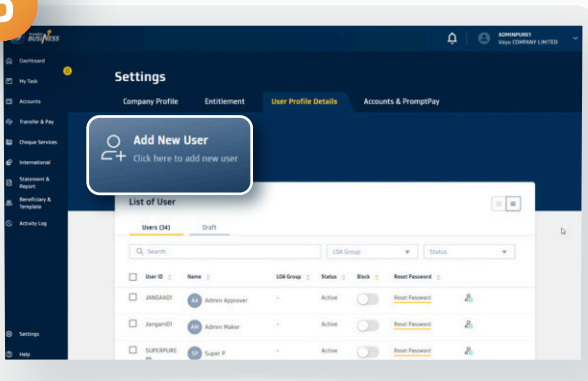 BUSINESS
ADMINPURE1
Vayo COMPANY LIMITED
Dashboard
My Task
Accounts
Transfer & Pay
Cheque Services
International
Statement &
Report
Beneficiary &
Template
Activity Log
Settings
Help
Settings
Company Profile
Entitlement
User Profile Details
Accounts & PromptPay
Add New User
Click here to add new user
List of User
Users (34)
Draft
Search
LOA Group
Status
User ID
Name
LOA Group
Status
Block
Reset Password
JANGAA01
AA
Admin Approver
-
Active
Reset Password
Jangam01
AM
Admin Maker
-
Active
Reset Password
SUPERPURE
SP
Super P
-
Active
Reset Password